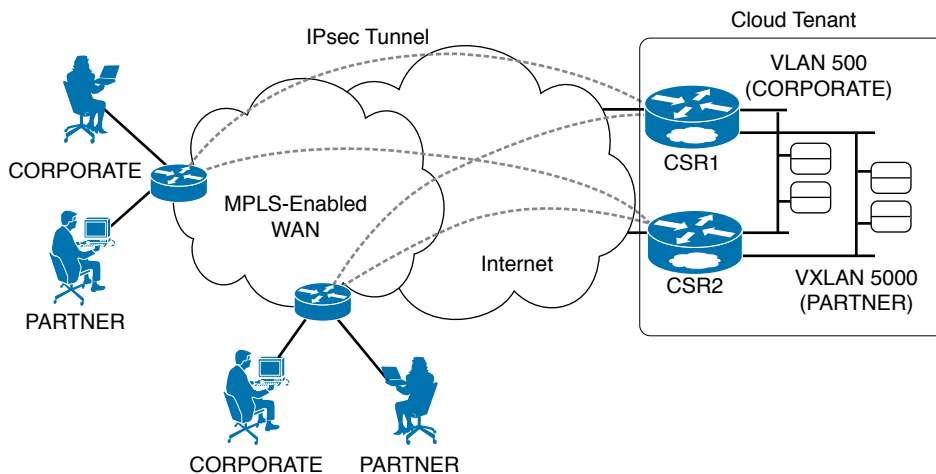 Cloud Tenant
IPsec Tunnel
VLAN 500
(CORPORATE)
CSR1
CORPORATE
MPLS-Enabled
WAN
Internet
CSR2
VXLAN 5000
(PARTNER)
PARTNER
CORPORATE
PARTNER